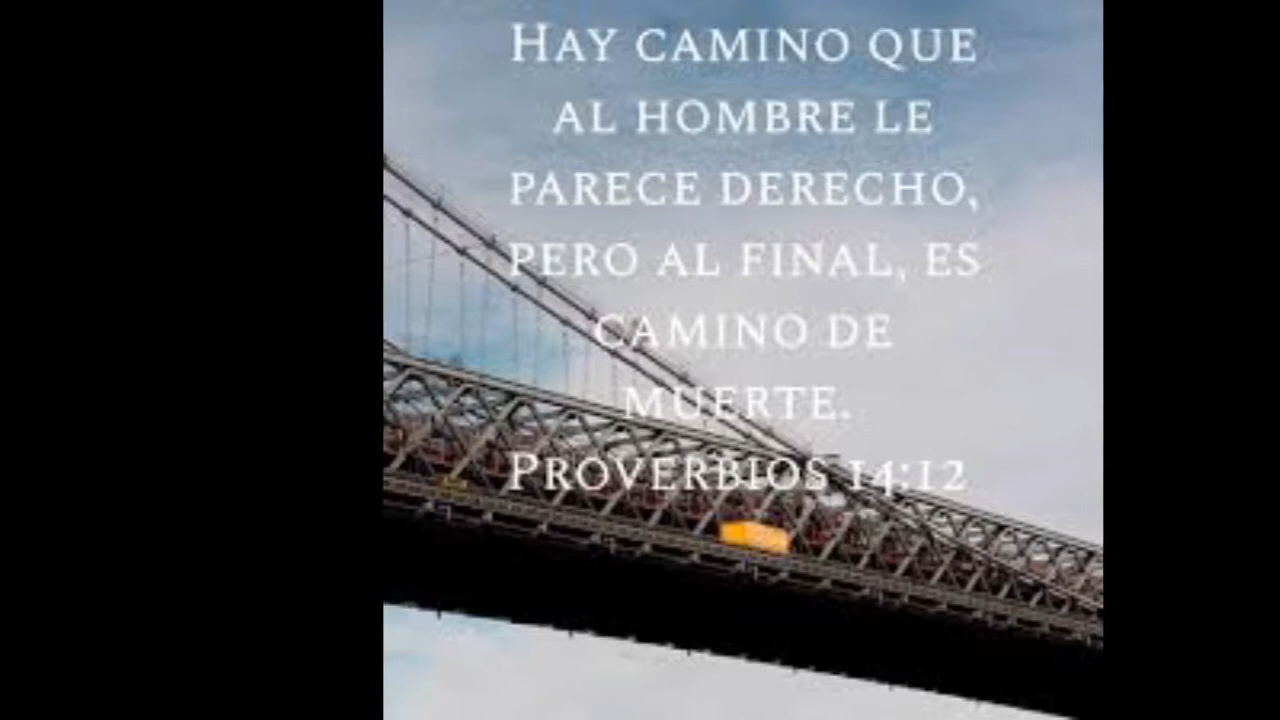 Hay camino que
al hombre le
parece derecho,
pero al final, es
camino de
muerte.
Proverbios 14:12